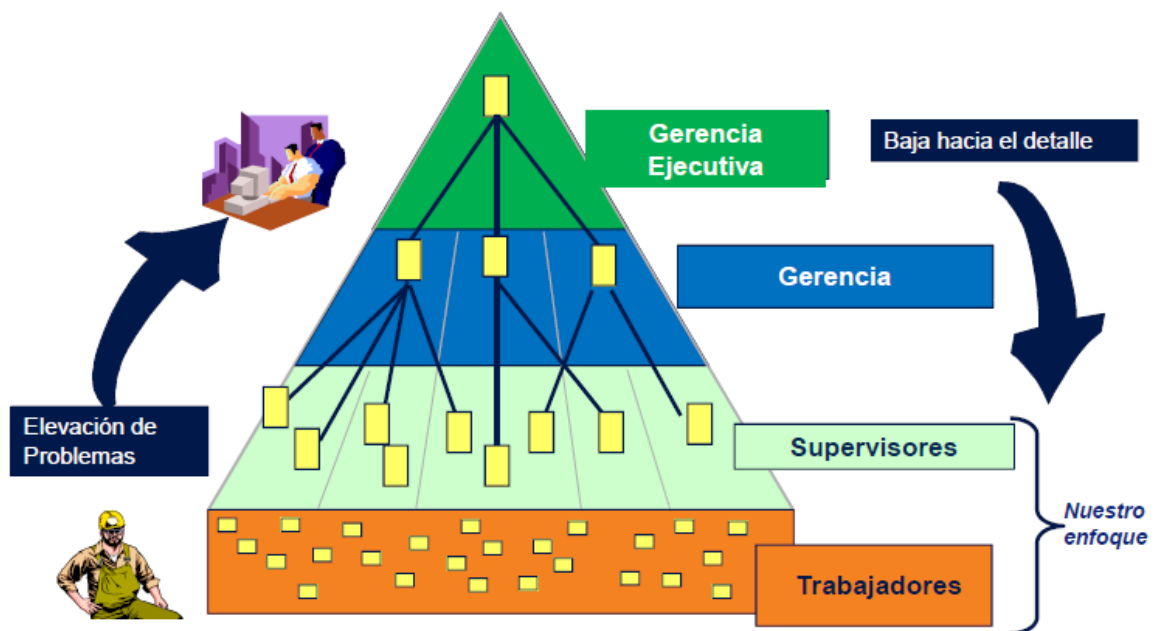 Gerencia
Ejecutiva
Baja hacia el detalle
Gerencia
Elevación de
Problemas
Supervisores
Nuestro
enfoque
Trabajadores